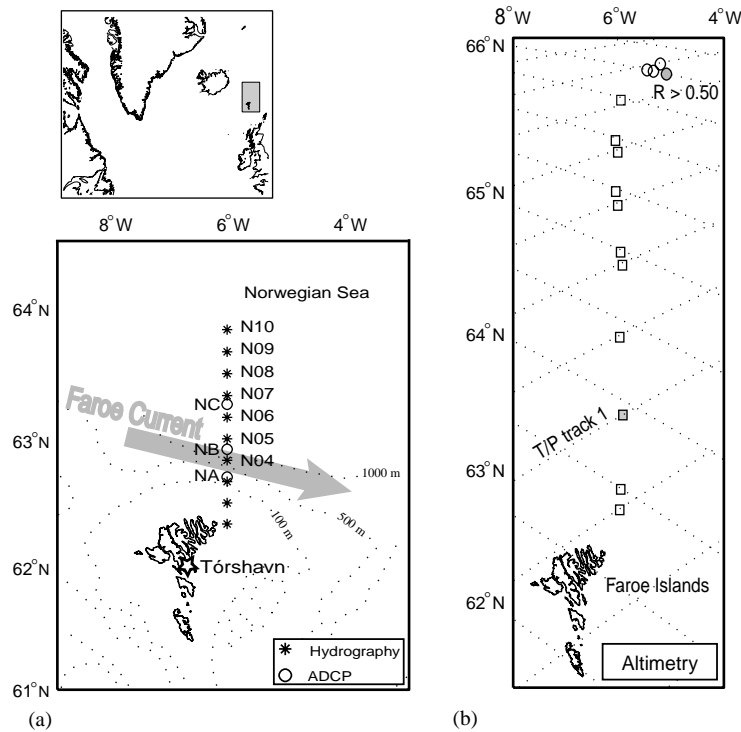 (b)
8°W 6°W 4°W
66°N
R > 0.50
65°N
64°N
T/P track 1
63°N
62°N
Faroe Islands
Altimetry
8°W 6°W 4°W
Norwegian Sea
64°N
N10
N09
N08
N07
NC
N06
Faroe Current
N05
63°N
NB
N04
NA
1000 m
500 m
100 m
62°N
Tórshavn
Hydrography
ADCP
61°N
(a)
(b)